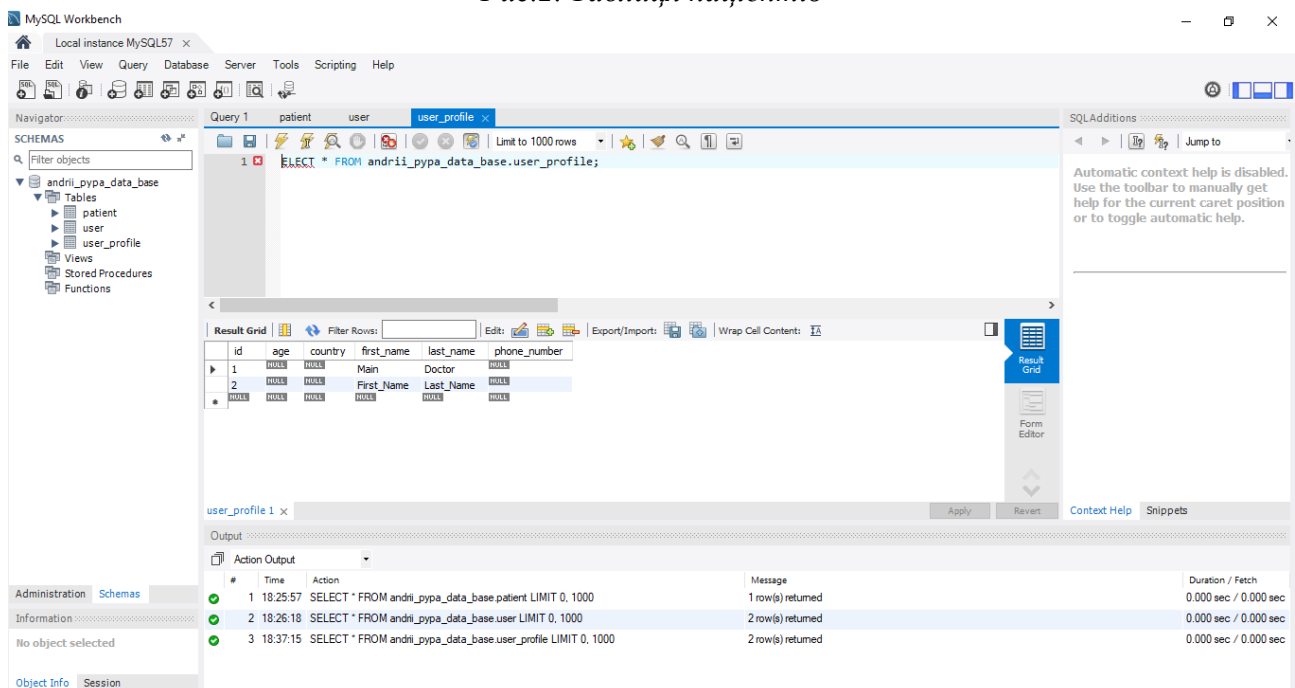 MySQL Workbench
Local instance MySQL57
File Edit View Query Database Server Tools Scripting Help
Navigator
SCHEMAS
Filter objects
andrii_pypa_data_base
Tables
patient
user
user_profile
Views
Stored Procedures
Functions
Administration Schemas
Information
No object selected
Object Info Session
Query 1 patient user user_profile
Limit to 1000 rows
1 ELECT * FROM andrii_pypa_data_base.user_profile;
Result Grid Filter Rows: Edit: Export/Import: Wrap Cell Content:
id age country first_name last_name phone_number
1 NULL NULL Main Doctor NULL
2 NULL NULL First_Name Last_Name NULL
NULL NULL NULL NULL NULL NULL
Result Grid
Form Editor
user_profile 1
Apply Revert
Output
Action Output
# Time Action Message Duration / Fetch
1 18:25:57 SELECT * FROM andrii_pypa_data_base.patient LIMIT 0, 1000 1 row(s) returned 0.000 sec / 0.000 sec
2 18:26:18 SELECT * FROM andrii_pypa_data_base.user LIMIT 0, 1000 2 row(s) returned 0.000 sec / 0.000 sec
3 18:37:15 SELECT * FROM andrii_pypa_data_base.user_profile LIMIT 0, 1000 2 row(s) returned 0.000 sec / 0.000 sec
SQLAdditions
Jump to
Automatic context help is disabled.
Use the toolbar to manually get
help for the current caret position
or to toggle automatic help.
Context Help Snippets